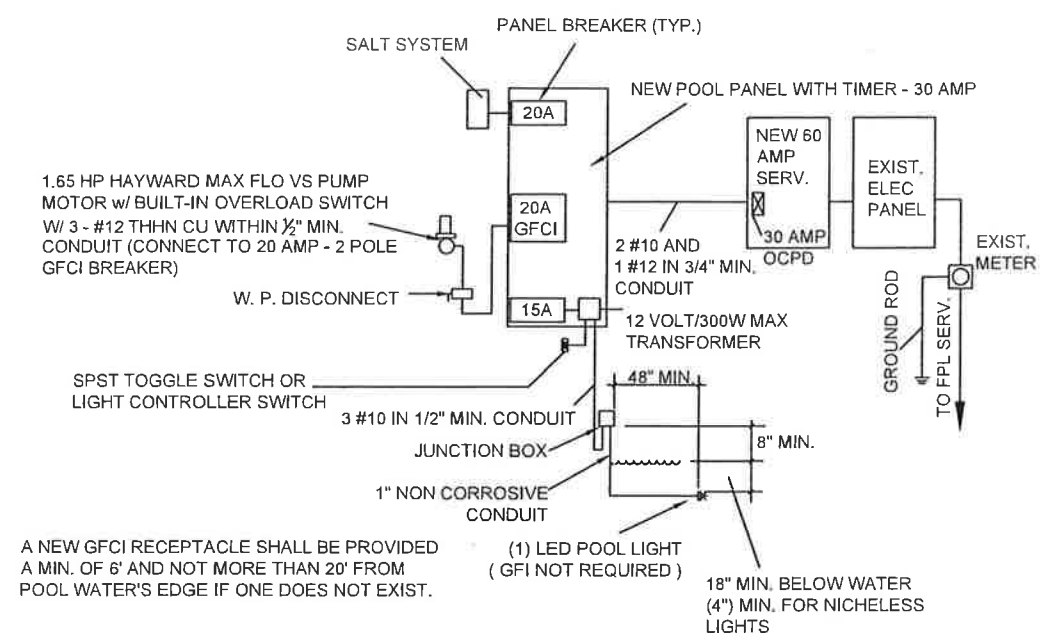 PANEL BREAKER (TYP.)
SALT SYSTEM
NEW POOL PANEL WITH TIMER - 30 AMP
20A
NEW 60
AMP
SERV.
EXIST.
ELEC
PANEL
1.65 HP HAYWARD MAX FLO VS PUMP
MOTOR w/ BUILT-IN OVERLOAD SWITCH
W/ 3 - #12 THHN CU WITHIN ½" MIN.
CONDUIT (CONNECT TO 20 AMP - 2 POLE
GFCI BREAKER)
20A
GFCI
30 AMP
OCPD
2 #10 AND
1 #12 IN 3/4" MIN.
CONDUIT
EXIST.
METER
W. P. DISCONNECT
15A
12 VOLT/300W MAX
TRANSFORMER
GROUND ROD
TO FPL SERV.
SPST TOGGLE SWITCH OR
LIGHT CONTROLLER SWITCH
48" MIN.
3 #10 IN 1/2" MIN. CONDUIT
JUNCTION BOX
8" MIN.
1" NON CORROSIVE
CONDUIT
A NEW GFCI RECEPTACLE SHALL BE PROVIDED
A MIN. OF 6' AND NOT MORE THAN 20' FROM
POOL WATER'S EDGE IF ONE DOES NOT EXIST.
(1) LED POOL LIGHT
( GFI NOT REQUIRED )
18" MIN. BELOW WATER
(4") MIN. FOR NICHELESS
LIGHTS